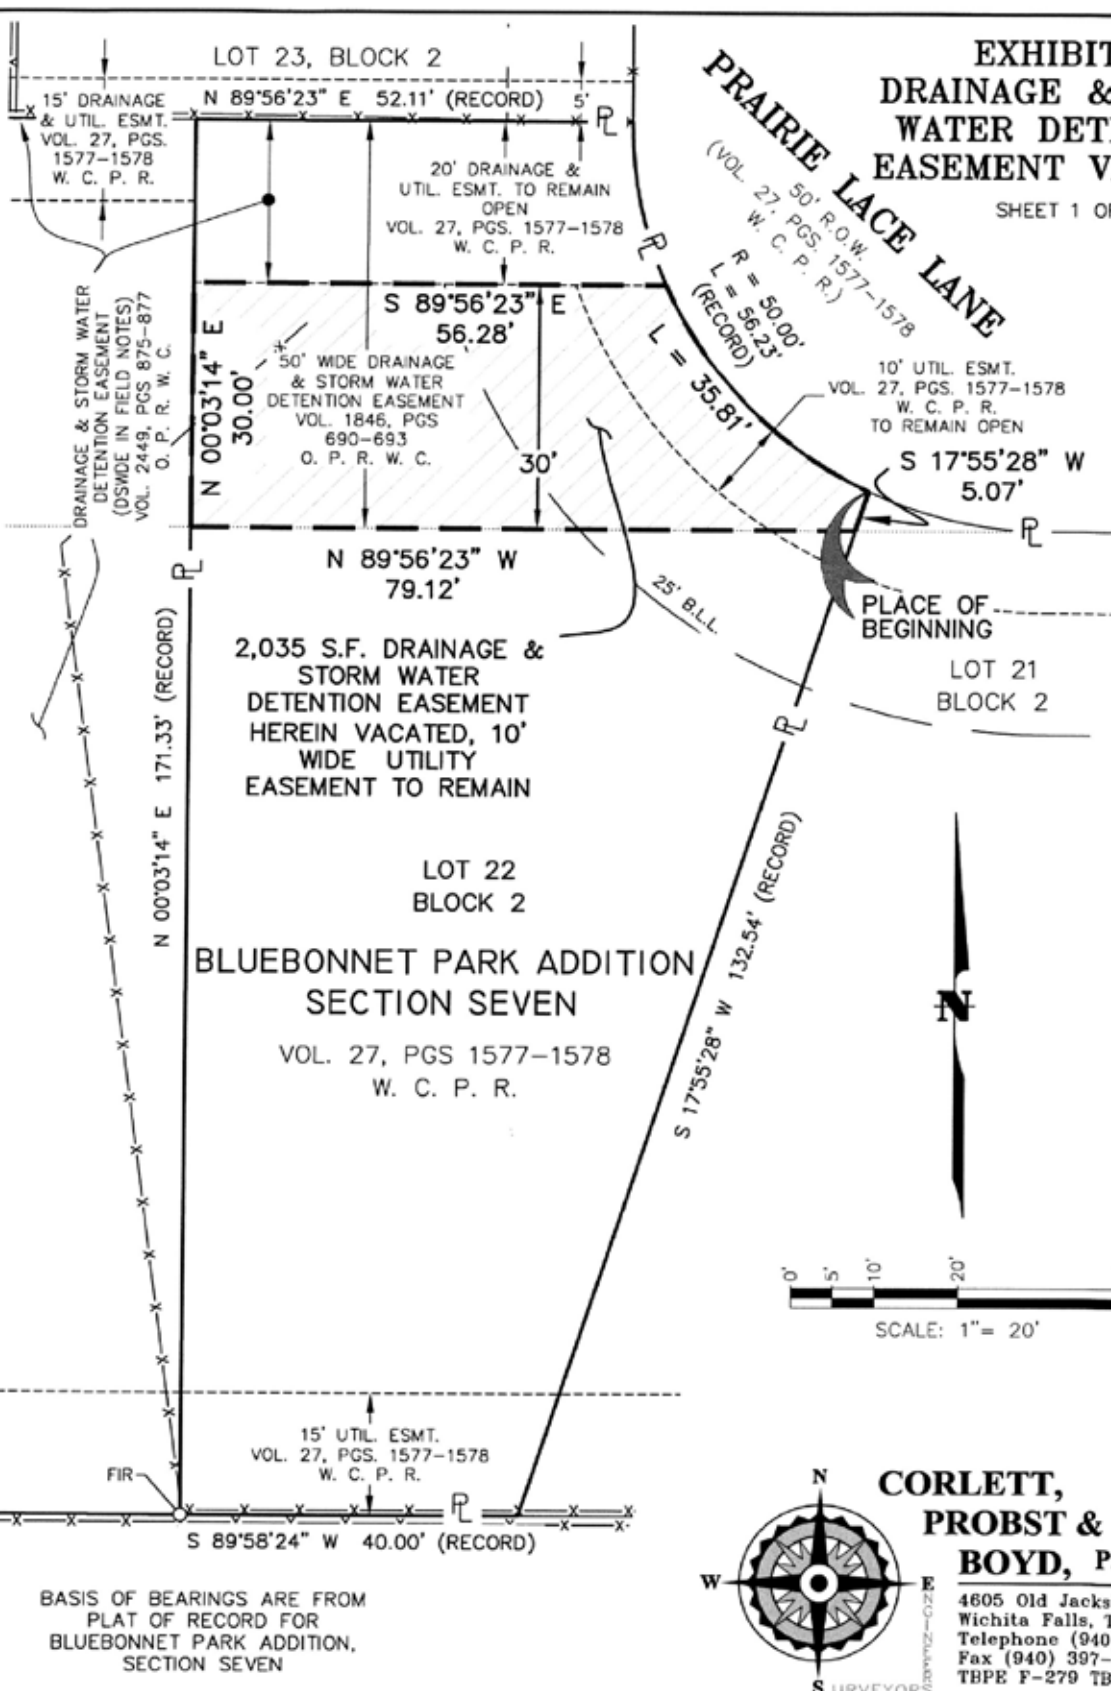 EXHIBIT
DRAINAGE &
WATER
EASEMENT
SHEET 1
LOT 23, BLOCK 2
N 89°56'23" E 52.11' (RECORD)
5'
PL
15' DRAINAGE
& UTIL. ESMT.
VOL. 27, PGS.
1577-1578
W. C. P. R.
20' DRAINAGE &
UTIL. ESMT. TO REMAIN
OPEN
VOL. 27, PGS. 1577-1578
W. C. P. R.
PRAIRIE LACE LANE
50' R.O.W.
(VOL. 27, PGS. 1577-1578
W. C. P. R.)
PL
R = 50.00'
L = 56.23'
(RECORD)
S 89°56'23" E
56.28'
L = 35.81'
DRAINAGE & STORM WATER
DETENTION EASEMENT
(DSWDE IN FIELD NOTES)
VOL. 2449, PGS 875-877
O. P. R. W. C.
N 00°03'14" E
30.00'
50' WIDE DRAINAGE
& STORM WATER
DETENTION EASEMENT
VOL. 1846, PGS
690-693
O. P. R. W. C.
30'
10' UTIL. ESMT.
VOL. 27, PGS. 1577-1578
W. C. P. R.
TO REMAIN OPEN
S 17°55'28" W
5.07'
PL
N 89°56'23" W
79.12'
PL
25' B.L.L.
PLACE OF
BEGINNING
2,035 S.F. DRAINAGE &
STORM WATER
DETENTION EASEMENT
HEREIN VACATED, 10'
WIDE UTILITY
EASEMENT TO REMAIN
LOT 21
BLOCK 2
PL
N 00°03'14" E 171.33' (RECORD)
LOT 22
BLOCK 2
BLUEBONNET PARK ADDITION
SECTION SEVEN
VOL. 27, PGS 1577-1578
W. C. P. R.
S 17°55'28" W 132.54' (RECORD)
N
0' 5' 10' 20'
SCALE: 1"= 20'
15' UTIL. ESMT.
VOL. 27, PGS. 1577-1578
W. C. P. R.
FIR
PL
S 89°58'24" W 40.00' (RECORD)
BASIS OF BEARINGS ARE FROM
PLAT OF RECORD FOR
BLUEBONNET PARK ADDITION,
SECTION SEVEN
N
W
E
S
ENGINEERS
SURVEYORS
CORLETT,
PROBST &
BOYD,
4605 Old
Wichita Falls,
Telephone (940
Fax (940) 397-
TBPE F-279